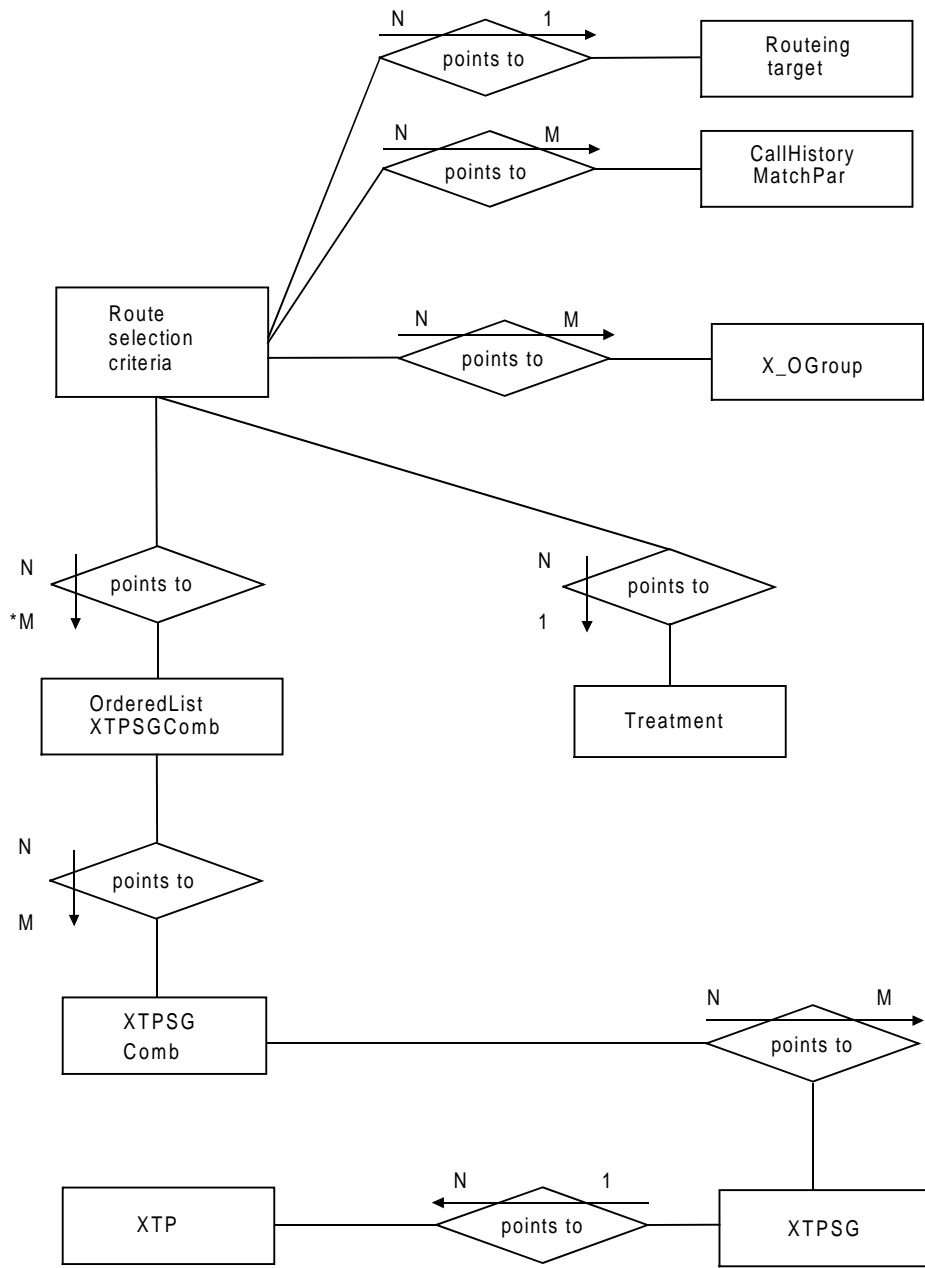 N 1
points to
Routeing
target
N M
points to
CallHistory
MatchPar
Route
selection
criteria
N M
points to
X_OGroup
N
points to
*M
N
points to
1
OrderedList
XTPSGComb
Treatment
N
points to
M
XTPSG
Comb
N M
points to
XTP
N 1
points to
XTPSG